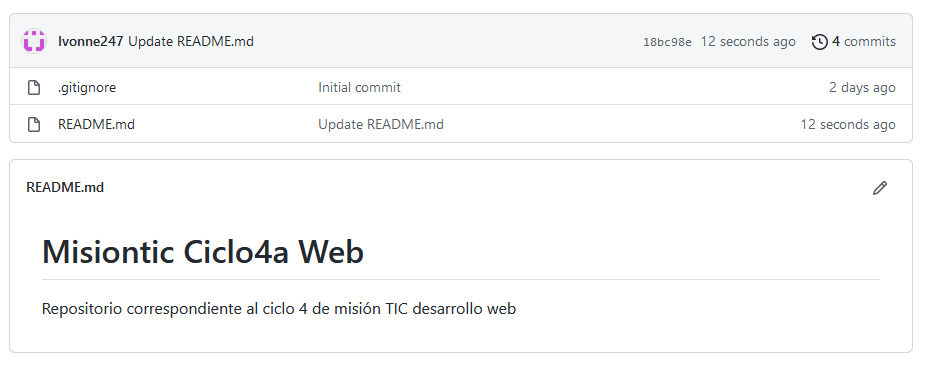 Ivonne247 Update README.md 18bc98e 12 seconds ago 4 commits
.gitignore Initial commit 2 days ago
README.md Update README.md 12 seconds ago
README.md
Misiontic Ciclo4a Web
Repositorio correspondiente al ciclo 4 de misión TIC desarrollo web